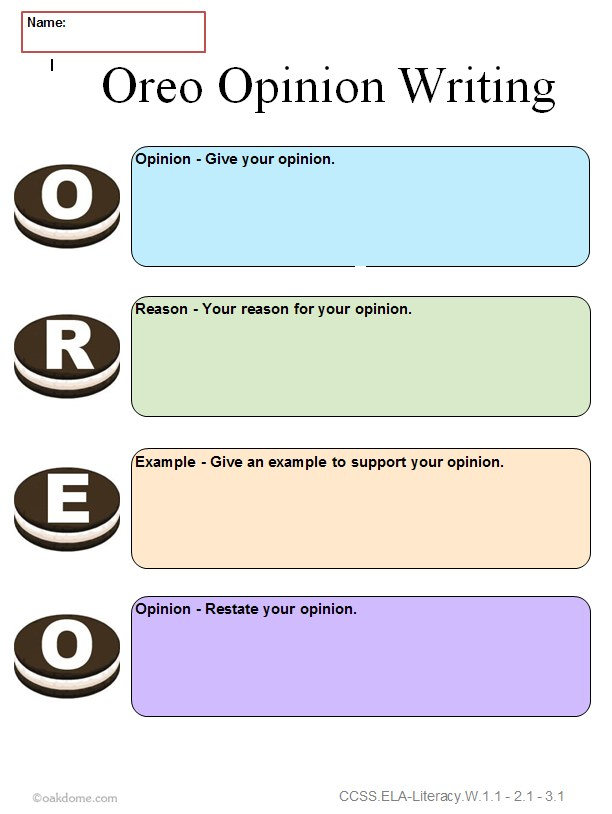 Name:
Oreo Opinion Writing
O
Opinion - Give your opinion.
R
Reason - Your reason for your opinion.
E
Example - Give an example to support your opinion.
O
Opinion - Restate your opinion.
©oakdome.com
CCSS.ELA-Literacy.W.1.1 - 2.1 - 3.1